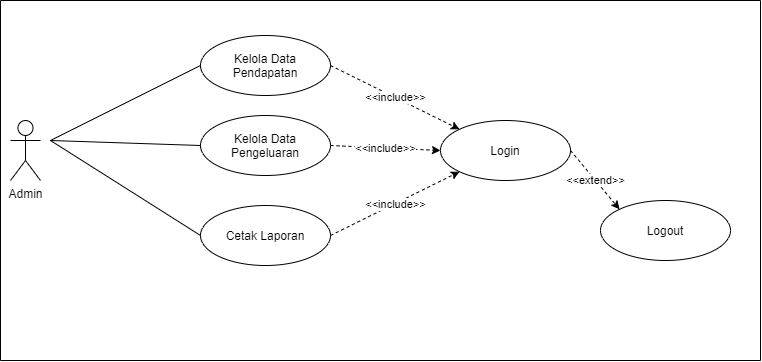 Kelola Data
Pendapatan
<<include>>
Kelola Data
Pengeluaran
<<include>>
Login
Admin
<<extend>>
<<include>>
Cetak Laporan
Logout